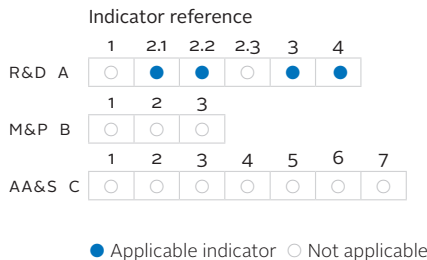 Indicator reference
1 2.1 2.2 2.3 3 4
R&D A
1 2 3
M&P B
1 2 3 4 5 6 7
AA&S C
Applicable indicator Not applicable